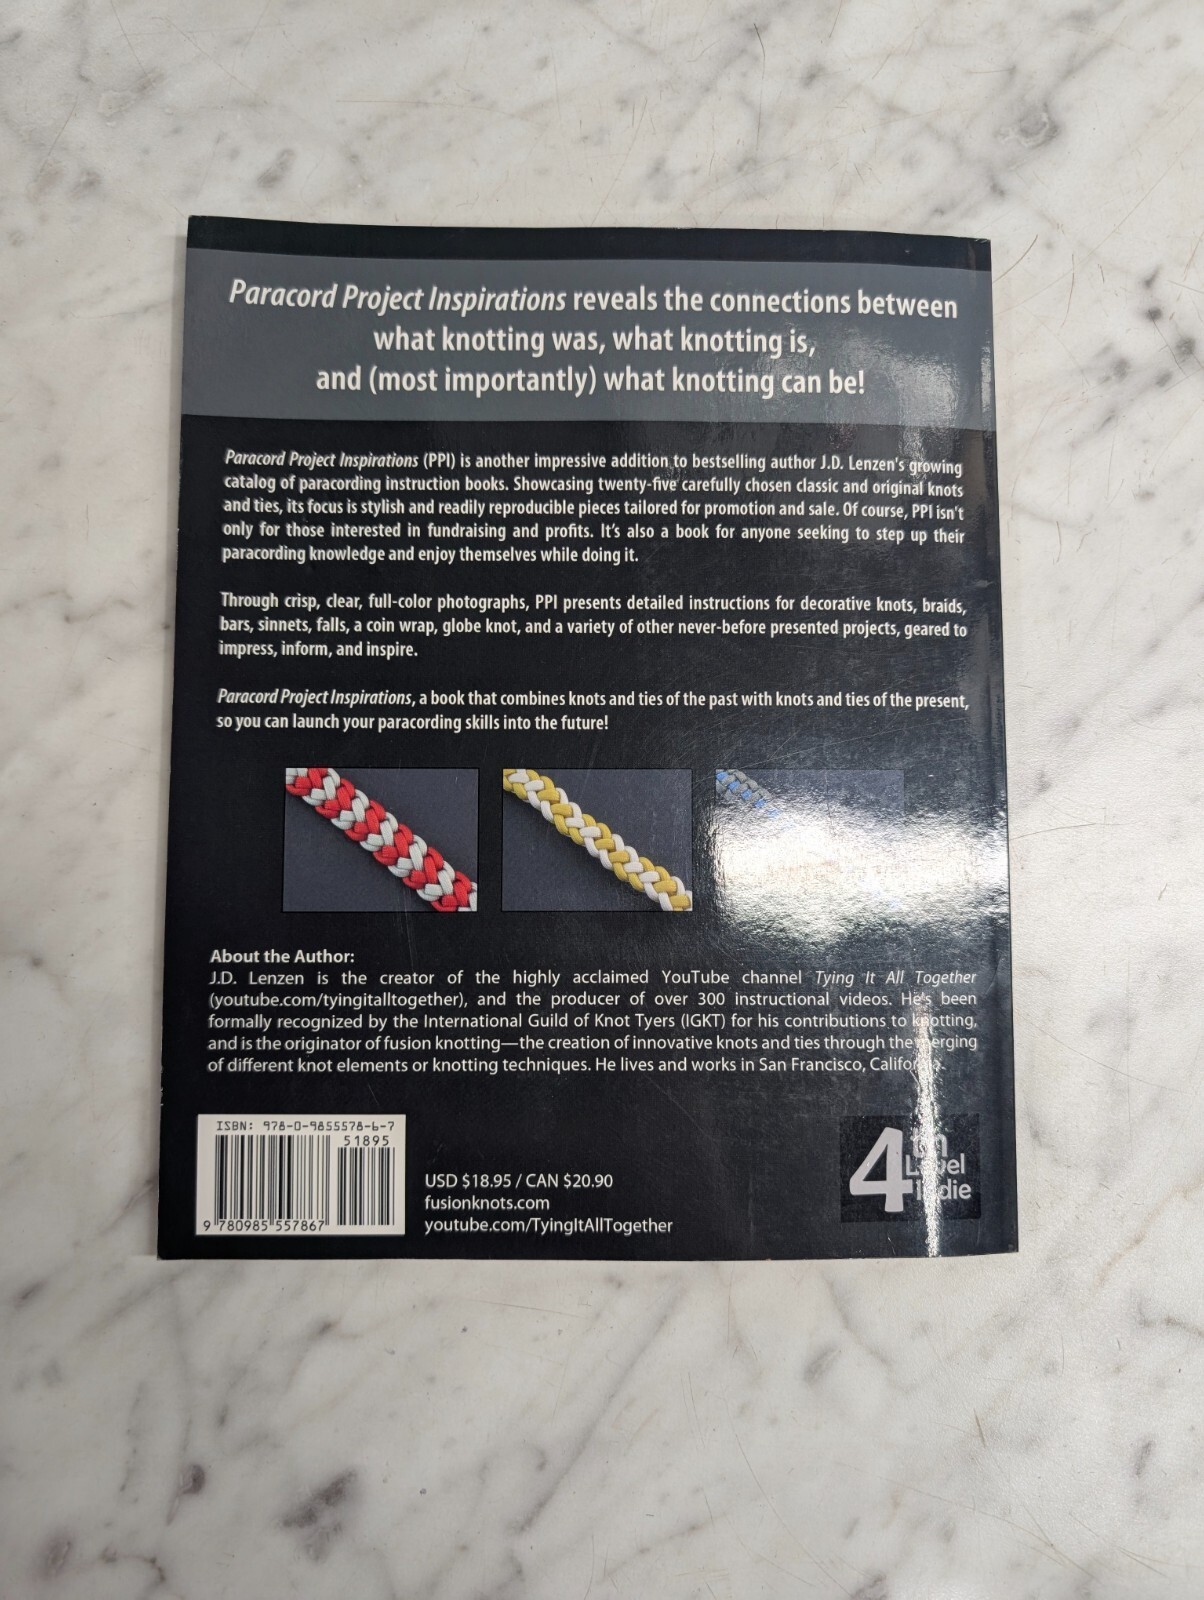 Paracord Project Inspirations reveals the connections between
what knotting was, what knotting is,
and (most importantly) what knotting can be!
Paracord Project Inspirations (PPI) is another impressive addition to bestselling author J.D. Lenzen's growing
catalog of paracording instruction books. Showcasing twenty-five carefully chosen classic and original knots
and ties, its focus is stylish and readily reproducible pieces tailored for promotion and sale. Of course, PPI isn't
only for those interested in fundraising and profits. It's also a book for anyone seeking to step up their
paracording knowledge and enjoy themselves while doing it.
Through crisp, clear, full-color photographs, PPI presents detailed instructions for decorative knots, braids,
bars, sinnets, falls, a coin wrap, globe knot, and a variety of other never-before presented projects, geared to
impress, inform, and inspire.
Paracord Project Inspirations, a book that combines knots and ties of the past with knots and ties of the present,
so you can launch your paracording skills into the future!
About the Author:
J.D. Lenzen is the creator of the highly acclaimed YouTube channel Tying It All Together
(youtube.com/tyingitalltogether), and the producer of over 300 instructional videos. He's been
formally recognized by the International Guild of Knot Tyers (IGKT) for his contributions to knotting,
and is the originator of fusion knotting—the creation of innovative knots and ties through the merging
of different knot elements or knotting techniques. He lives and works in San Francisco, California.
ISBN: 978-0-9855578-6-7
51895
9 780985 557867
USD $18.95 / CAN $20.90
fusionknots.com
youtube.com/TyingItAllTogether
4th
Level
Indie